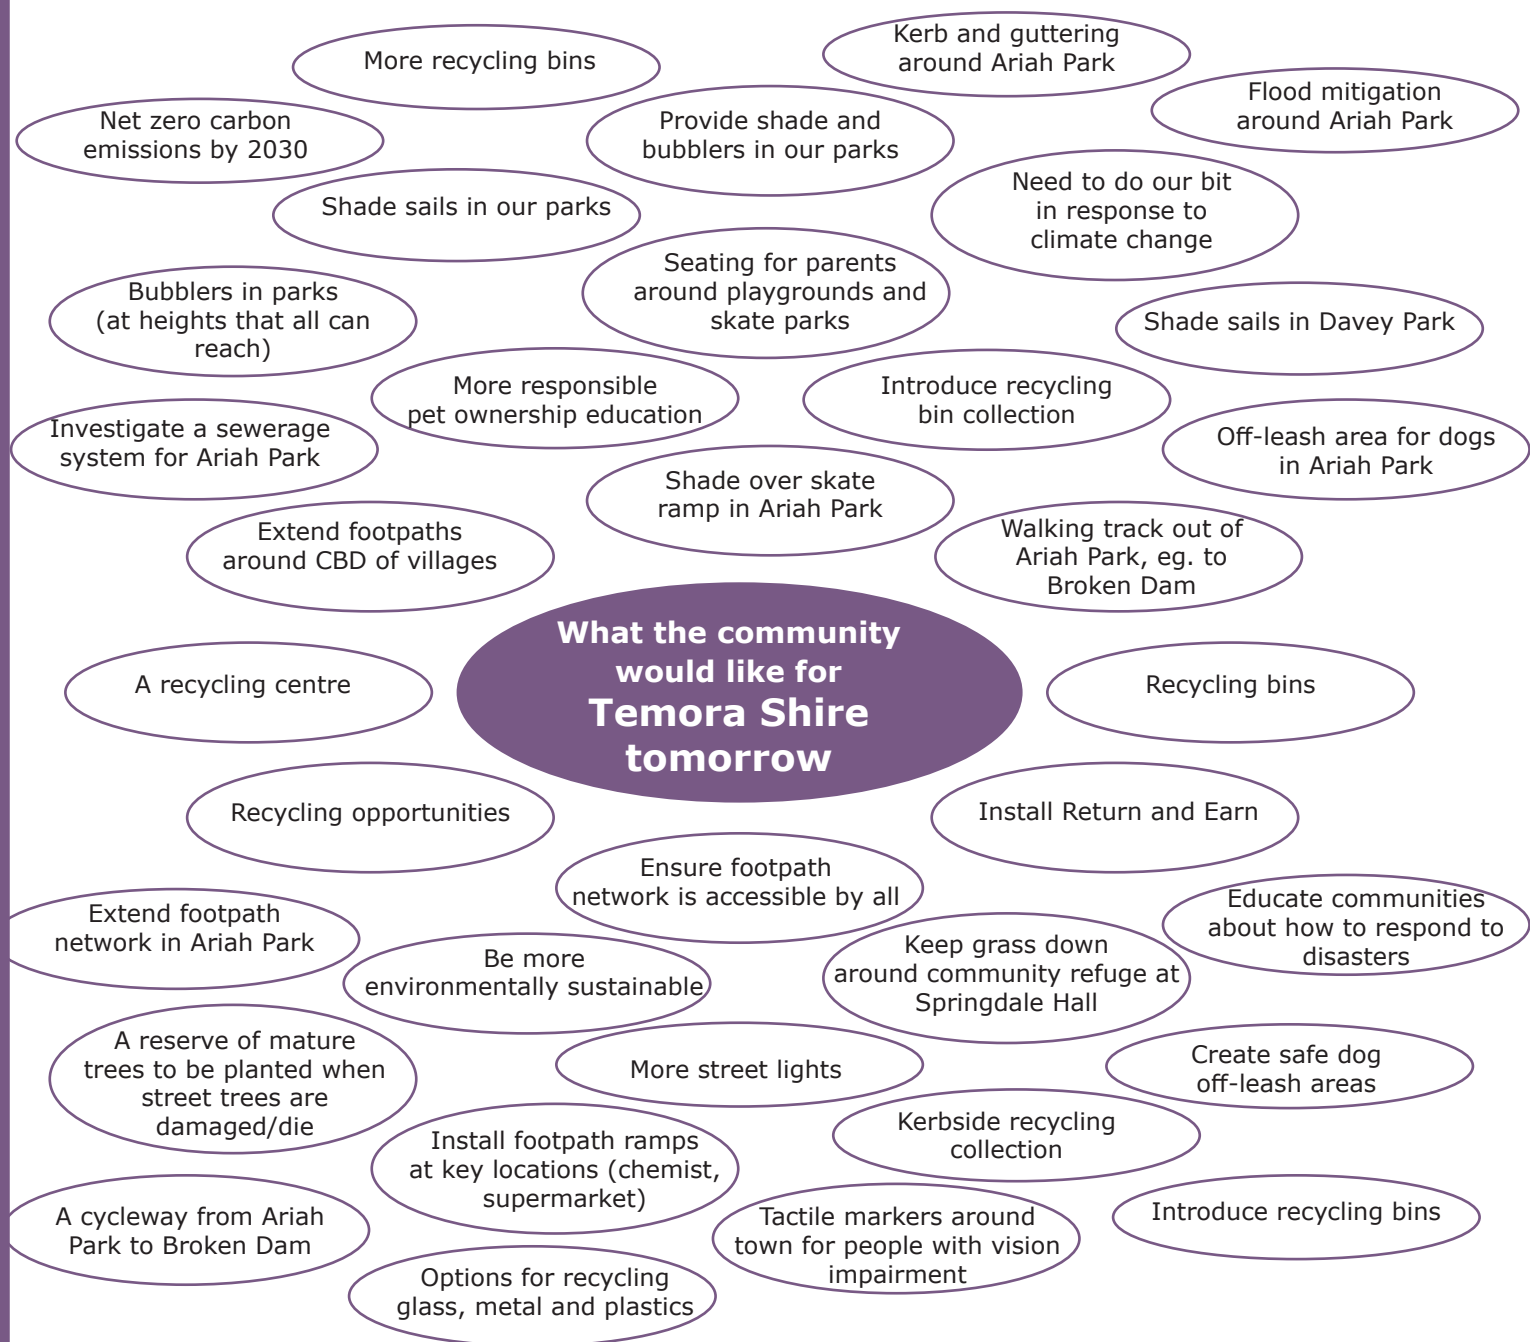 Kerb and guttering
around Ariah Park
More recycling bins
Flood mitigation
around Ariah Park
Net zero carbon
emissions by 2030
Provide shade and
bubblers in our parks
Need to do our bit
in response to
climate change
Shade sails in our parks
Seating for parents
around playgrounds and
skate parks
Bubblers in parks
(at heights that all can
reach)
Shade sails in Davey Park
More responsible
pet ownership education
Introduce recycling
bin collection
Investigate a sewerage
system for Ariah Park
Off-leash area for dogs
in Ariah Park
Shade over skate
ramp in Ariah Park
Extend footpaths
around CBD of villages
Walking track out of
Ariah Park, eg. to
Broken Dam
What the community
would like for
Temora Shire
tomorrow
A recycling centre
Recycling bins
Recycling opportunities
Install Return and Earn
Ensure footpath
network is accessible by all
Educate communities
about how to respond to
disasters
Extend footpath
network in Ariah Park
Keep grass down
around community refuge at
Springdale Hall
Be more
environmentally sustainable
A reserve of mature
trees to be planted when
street trees are
damaged/die
More street lights
Create safe dog
off-leash areas
Kerbside recycling
collection
Install footpath ramps
at key locations (chemist,
supermarket)
Introduce recycling bins
A cycleway from Ariah
Park to Broken Dam
Tactile markers around
town for people with vision
impairment
Options for recycling
glass, metal and plastics